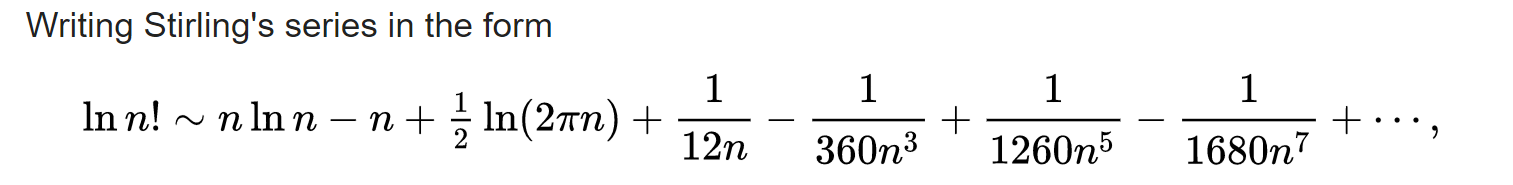 Writing Stirling's series in the form
ln n! ∼ n ln n − n + 1/2 ln(2πn) + 1/(12n) − 1/(360n³) + 1/(1260n⁵) − 1/(1680n⁷) + ⋯,